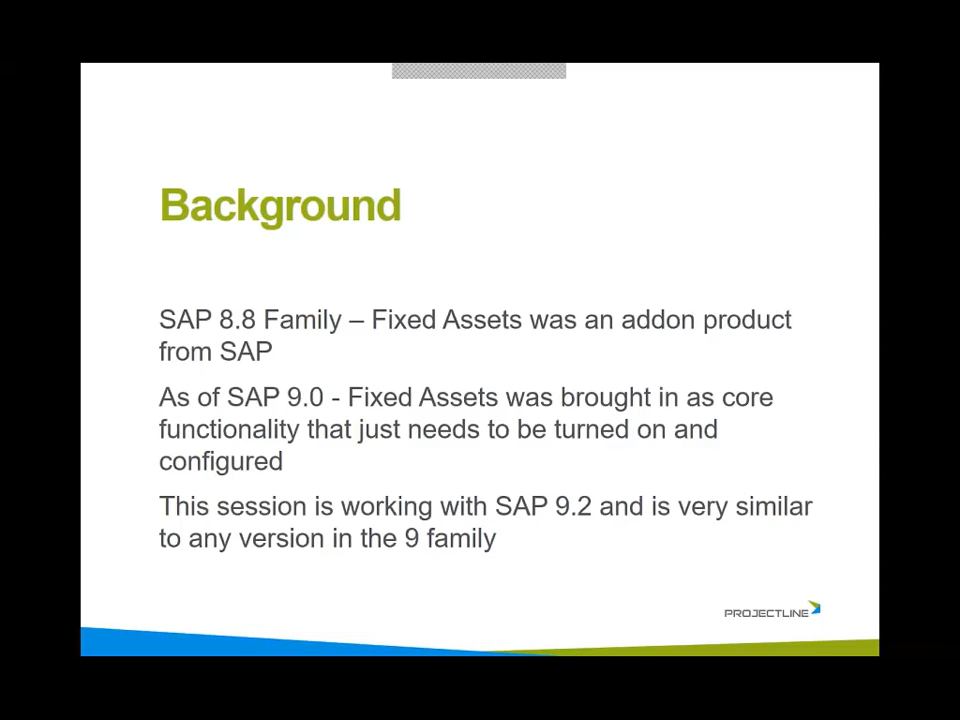 Background
SAP 8.8 Family – Fixed Assets was an addon product
from SAP
As of SAP 9.0 - Fixed Assets was brought in as core
functionality that just needs to be turned on and
configured
This session is working with SAP 9.2 and is very similar
to any version in the 9 family
PROJECTLINE